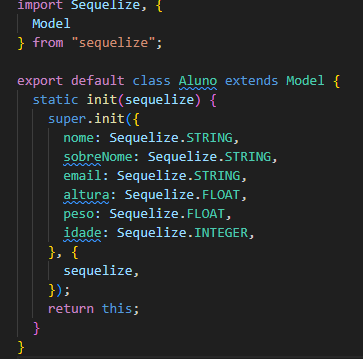 import Sequelize, {
  Model
} from "sequelize";

export default class Aluno extends Model {
  static init(sequelize) {
    super.init({
      nome: Sequelize.STRING,
      sobreNome: Sequelize.STRING,
      email: Sequelize.STRING,
      altura: Sequelize.FLOAT,
      peso: Sequelize.FLOAT,
      idade: Sequelize.INTEGER,
    }, {
      sequelize,
    });
    return this;
  }
}